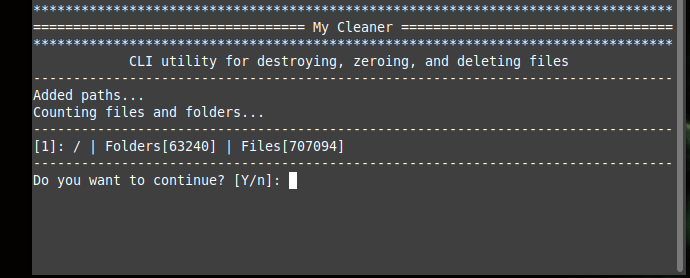 ********************************************************************************
================================== My Cleaner ==================================
********************************************************************************
CLI utility for destroying, zeroing, and deleting files
--------------------------------------------------------------------------------
Added paths...
Counting files and folders...
--------------------------------------------------------------------------------
[1]: / | Folders[63240] | Files[707094]
--------------------------------------------------------------------------------
Do you want to continue? [Y/n]: